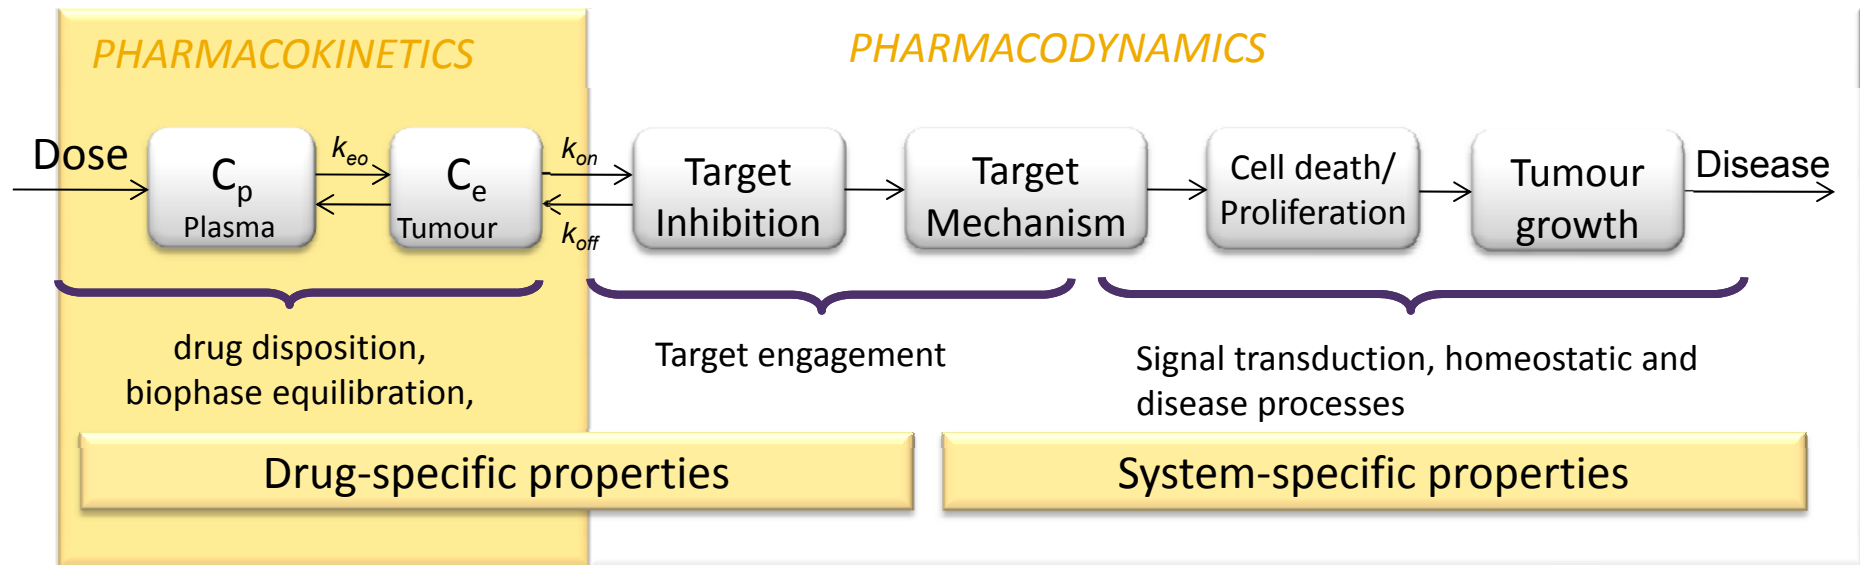 PHARMACOKINETICS
PHARMACODYNAMICS
Dose
Cp
Plasma
keo
Ce
Tumour
kon
koff
Target
Inhibition
Target
Mechanism
Cell death/
Proliferation
Tumour
growth
Disease
drug disposition,
biophase equilibration,
Target engagement
Signal transduction, homeostatic and
disease processes
Drug-specific properties
System-specific properties